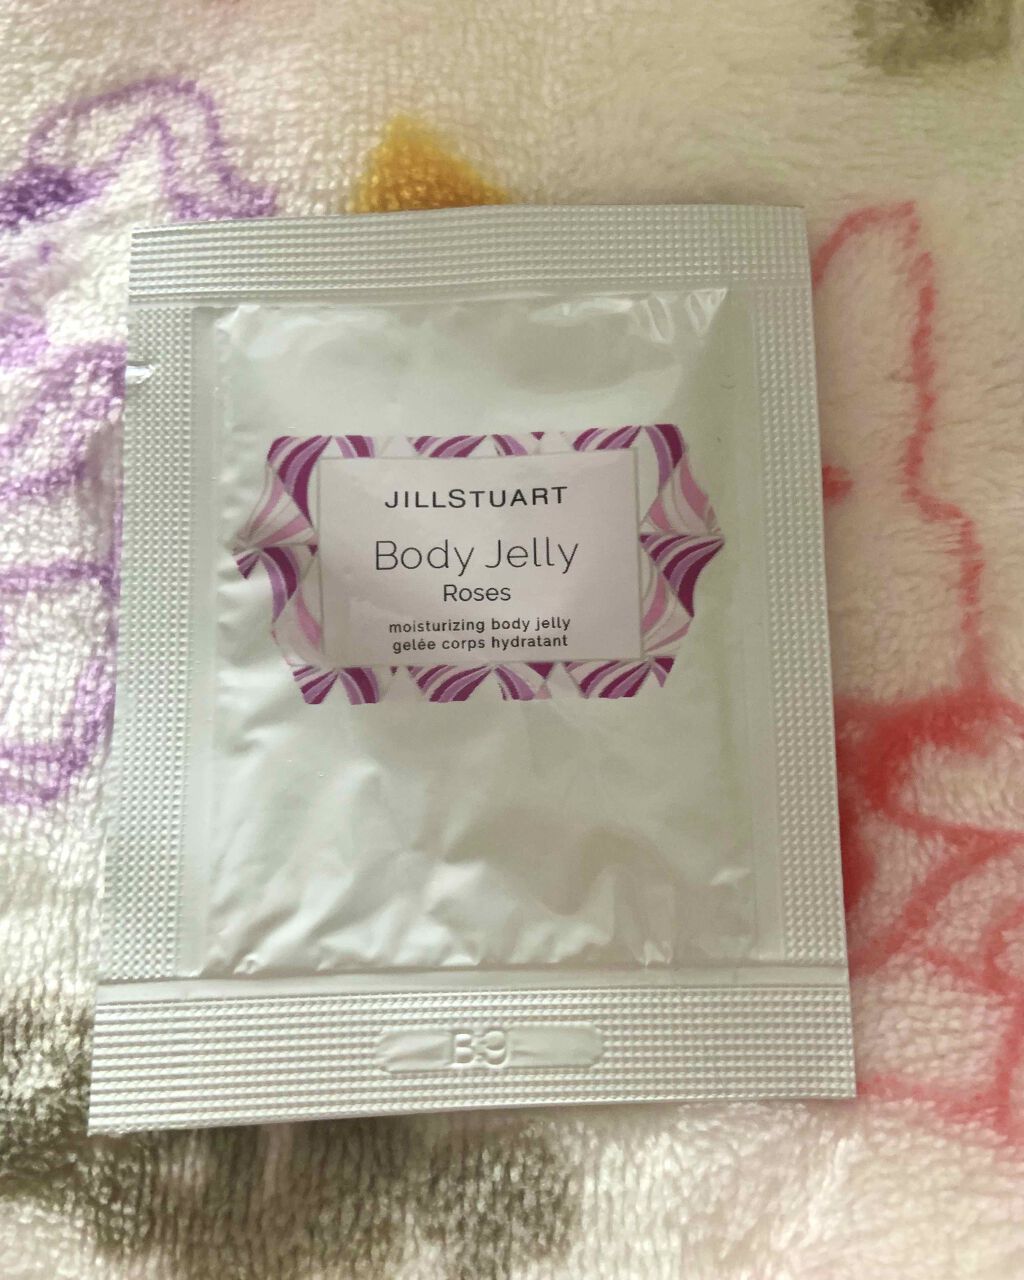 JILLSTUART
Body Jelly
Roses
moisturizing body jelly
gelée corps hydratant
B9